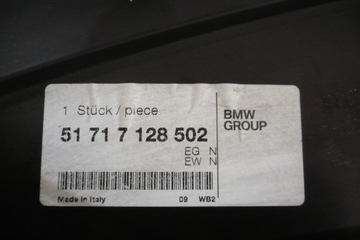 1 Stück / piece
51 71 7 128 502
EG N
EW N
Made in Italy
09 WB2
BMW
GROUP